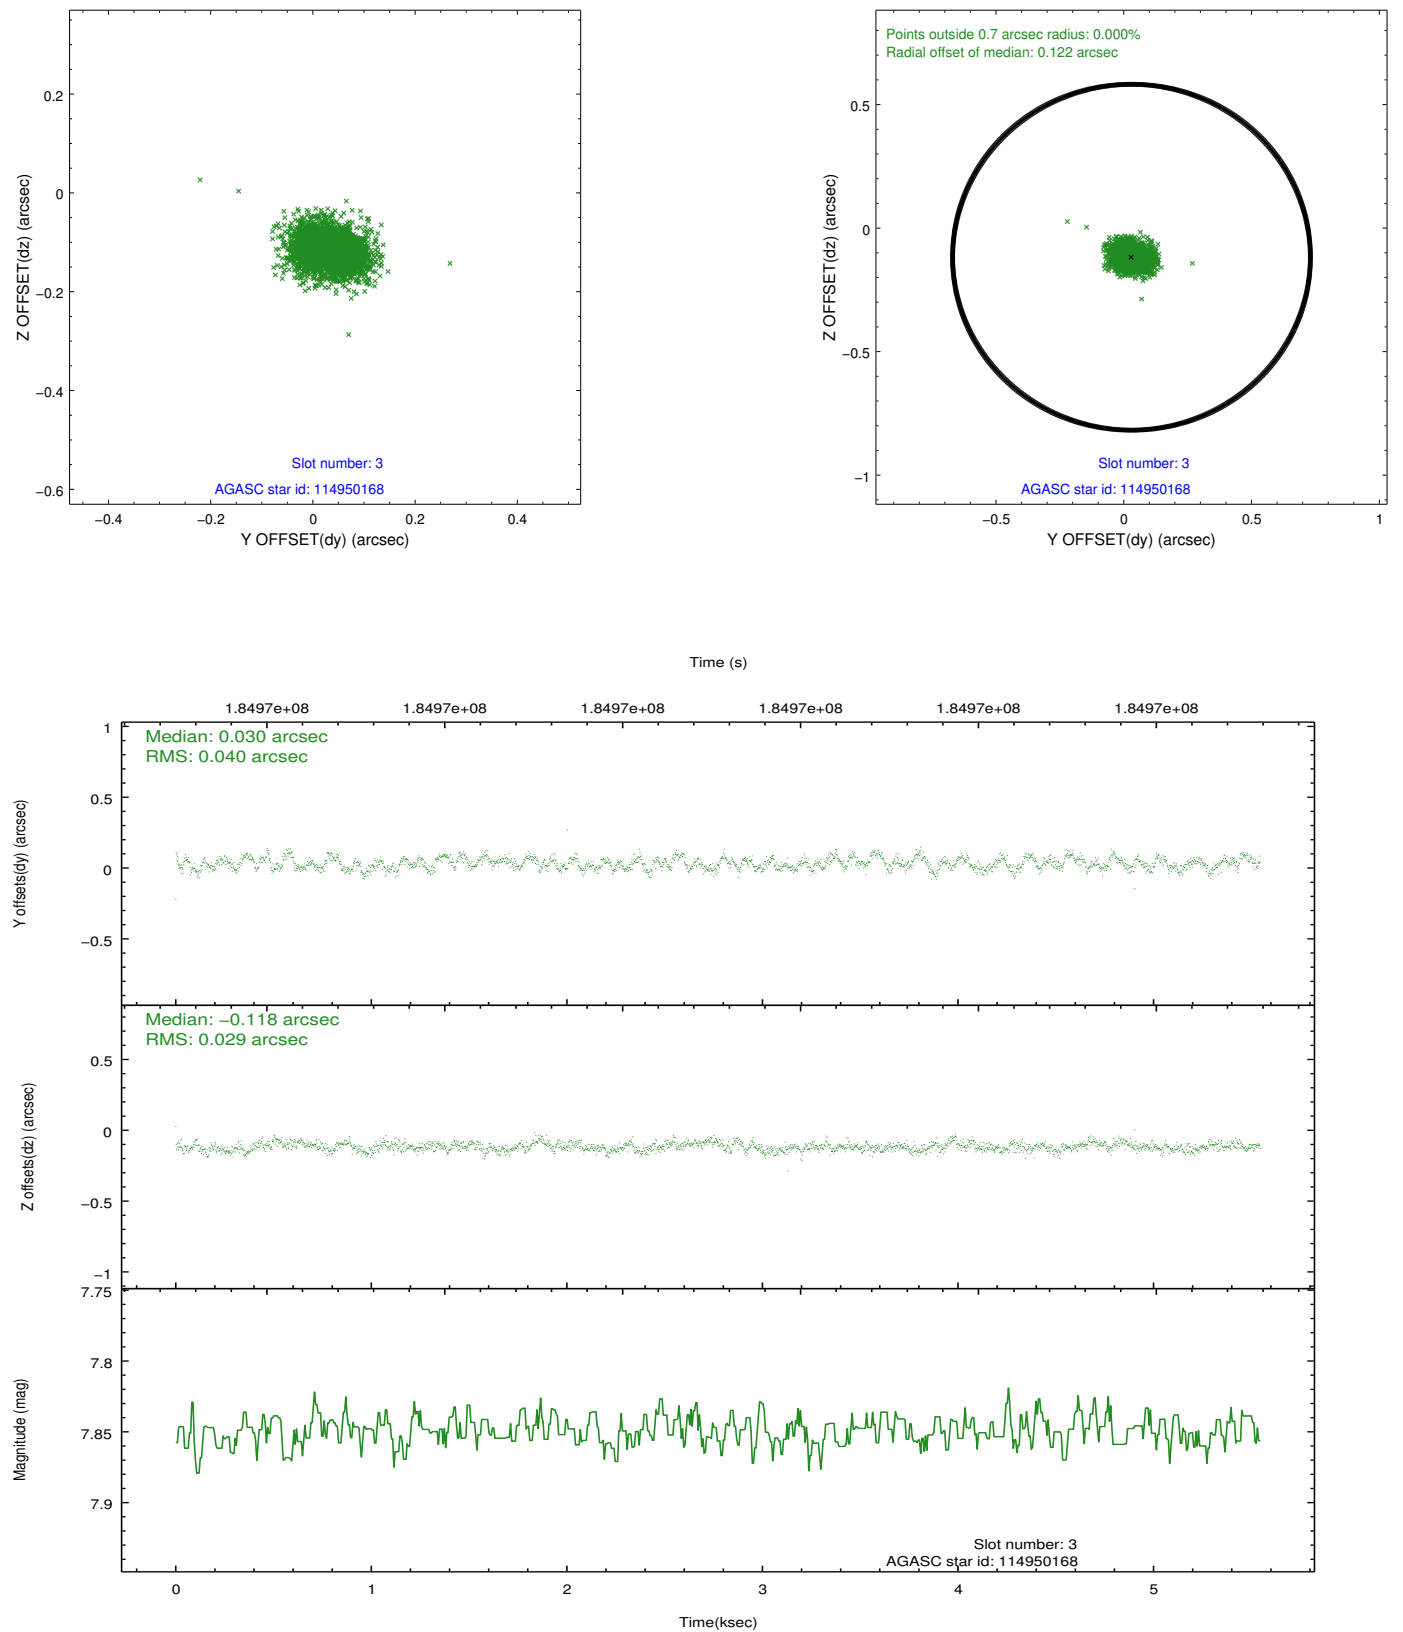 0.2
0
−0.2
−0.4
−0.6
Z OFFSET(dz) (arcsec)
Slot number: 3
AGASC star id: 114950168
−0.4
−0.2
0
0.2
0.4
Y OFFSET(dy) (arcsec)
Points outside 0.7 arcsec radius: 0.000%
Radial offset of median: 0.122 arcsec
0.5
0
−0.5
−1
Z OFFSET(dz) (arcsec)
Slot number: 3
AGASC star id: 114950168
−0.5
0
0.5
1
Y OFFSET(dy) (arcsec)
Time (s)
1.8497e+08
1.8497e+08
1.8497e+08
1.8497e+08
1.8497e+08
1.8497e+08
Median: 0.030 arcsec
RMS: 0.040 arcsec
1
0.5
0
−0.5
Y offsets(dy) (arcsec)
Median: −0.118 arcsec
RMS: 0.029 arcsec
0.5
0
−0.5
−1
Z offsets(dz) (arcsec)
7.75
7.8
7.85
7.9
Magnitude (mag)
Slot number: 3
AGASC star id: 114950168
0
1
2
3
4
5
Time(ksec)